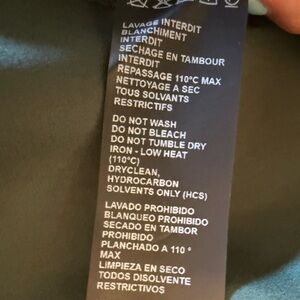 LAVAGE INTERDIT
BLANCHIMENT
INTERDIT
SECHAGE EN TAMBOUR
INTERDIT
REPASSAGE 110°C MAX
NETTOYAGE A SEC
TOUS SOLVANTS
RESTRICTIFS
DO NOT WASH
DO NOT BLEACH
DO NOT TUMBLE DRY
IRON - LOW HEAT
(110°C)
DRYCLEAN,
HYDROCARBON
SOLVENTS ONLY (HCS)
LAVADO PROHIBIDO
BLANQUEO PROHIBIDO
SECADO EN TAMBOR
PROHIBIDO
PLANCHADO A 110 °
MAX
LIMPIEZA EN SECO
TODOS DISOLVENTE
RESTRICTIVOS